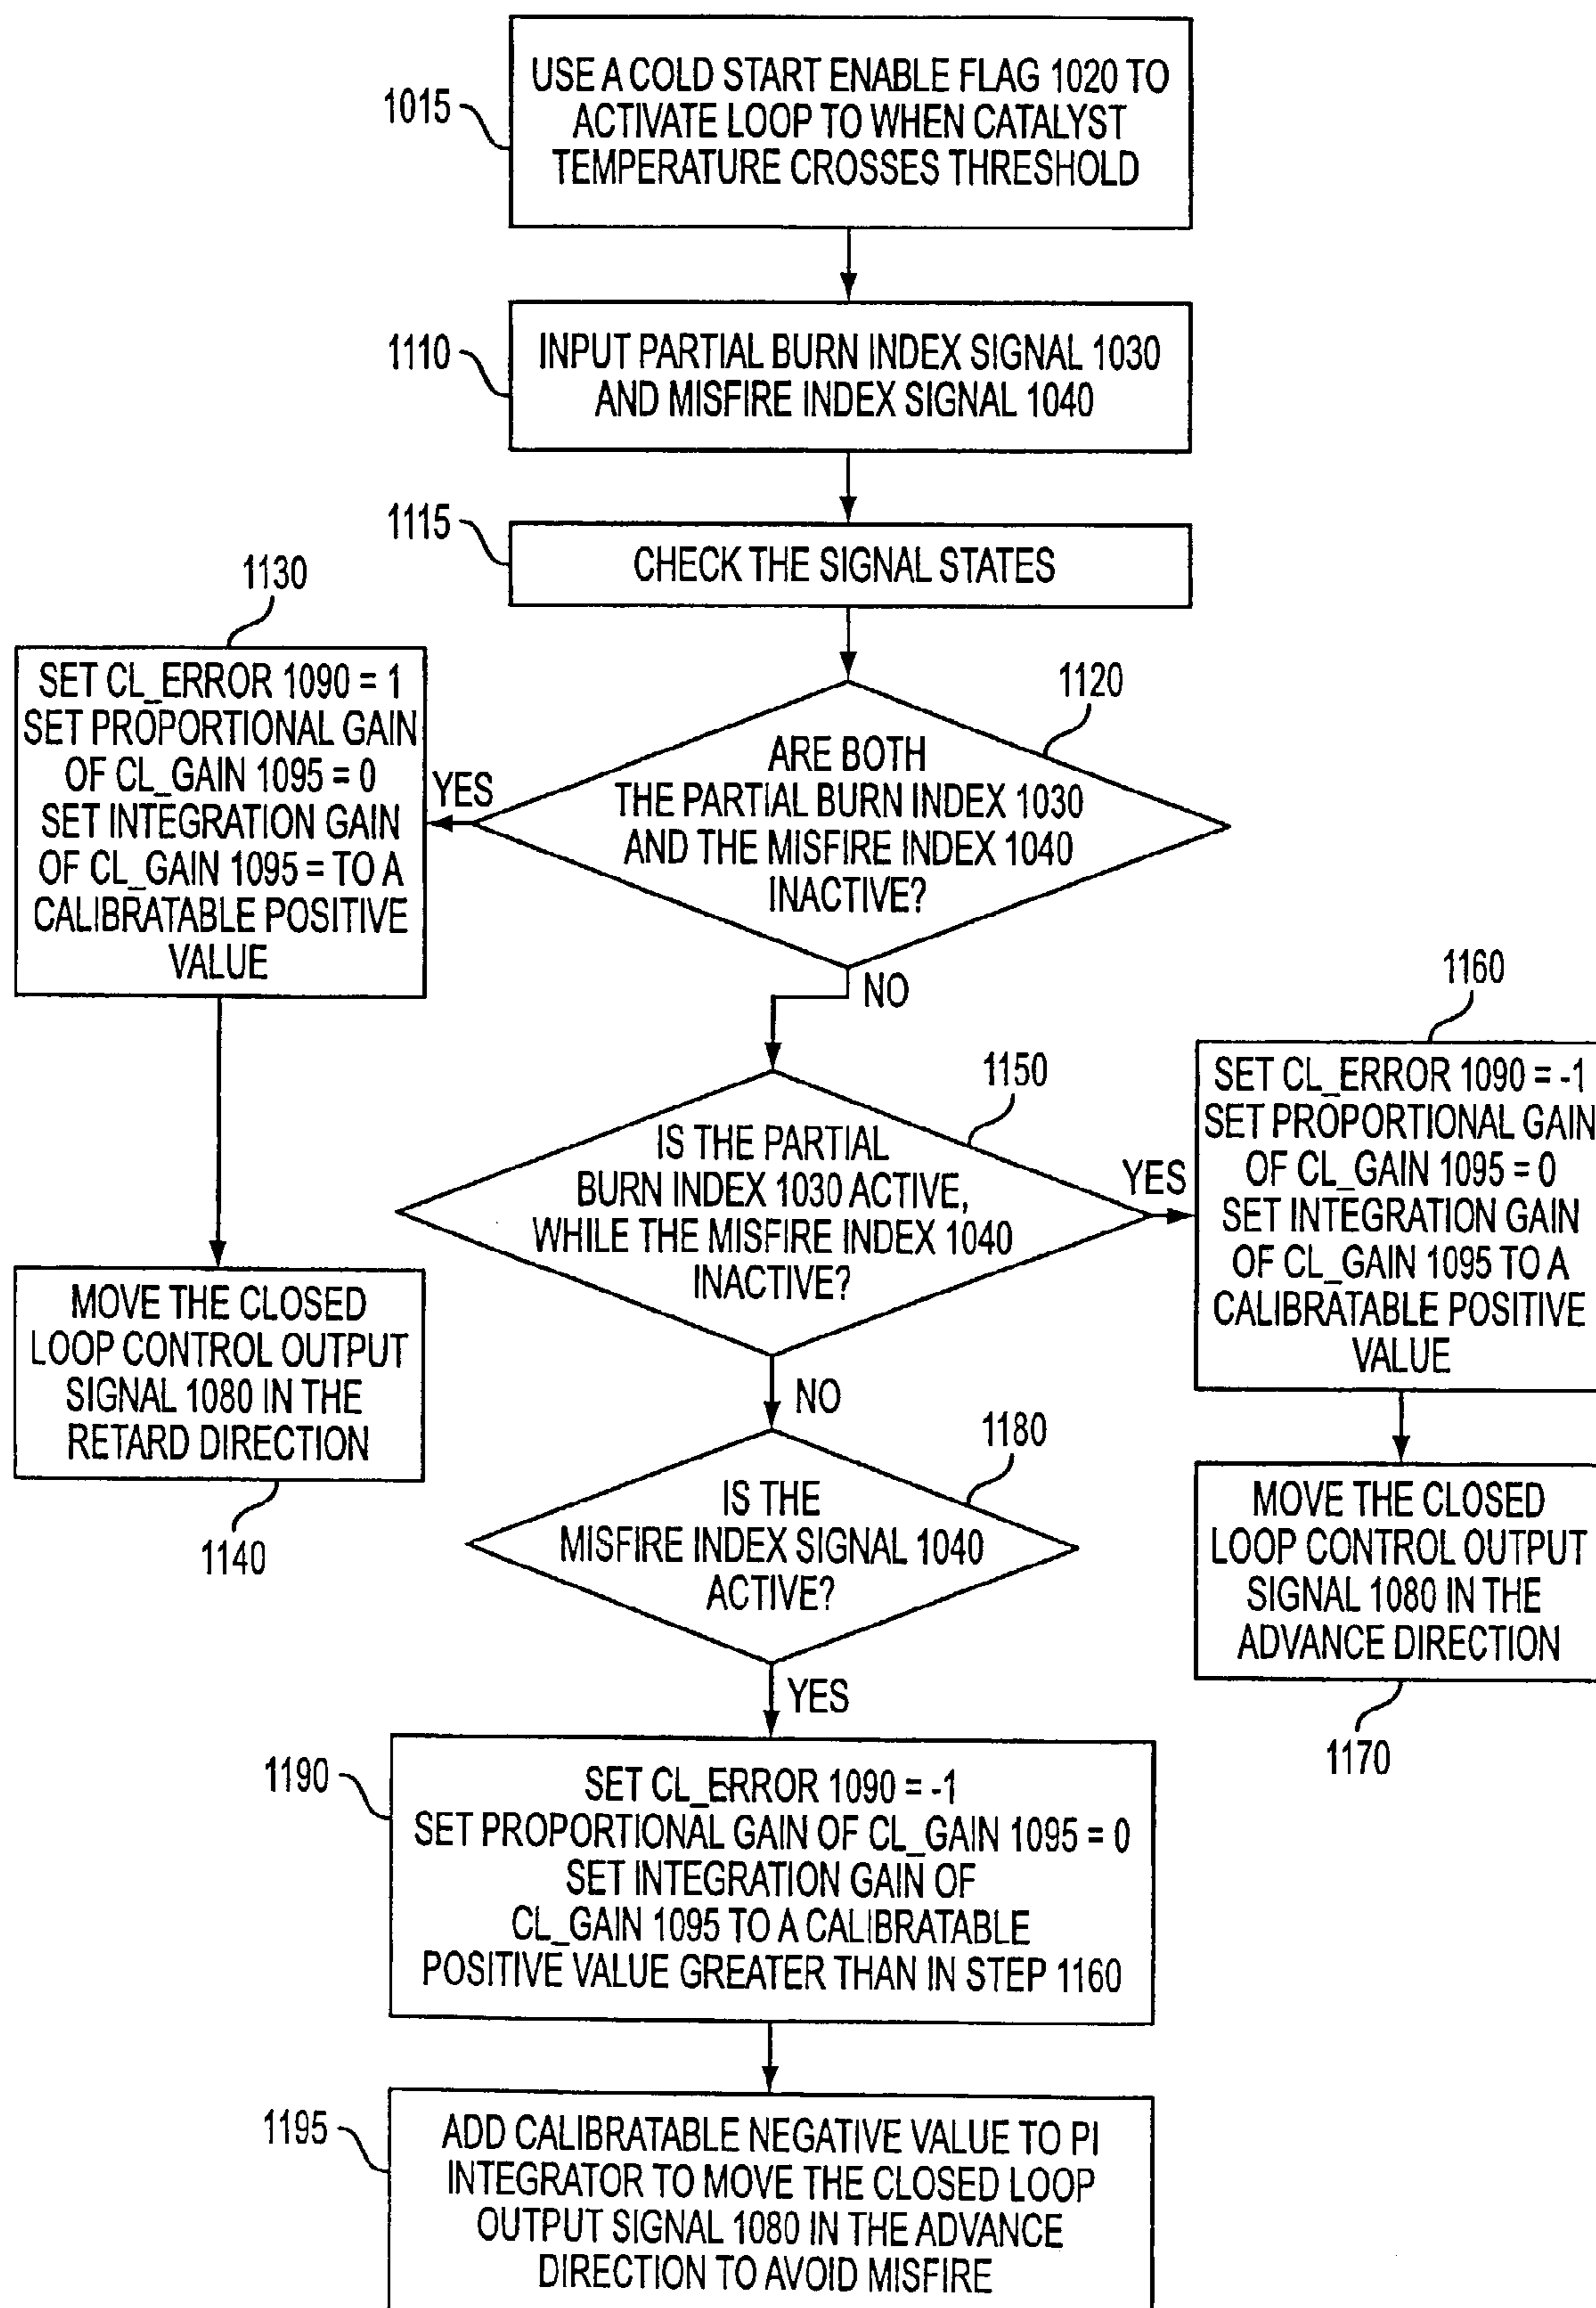 USE A COLD START ENABLE FLAG 1020 TO
ACTIVATE LOOP TO WHEN CATALYST
TEMPERATURE CROSSES THRESHOLD
1015
INPUT PARTIAL BURN INDEX SIGNAL 1030
AND MISFIRE INDEX SIGNAL 1040
1110
1115
CHECK THE SIGNAL STATES
1130
SET CL_ERROR 1090 = 1
SET PROPORTIONAL GAIN
OF CL_GAIN 1095 = 0
SET INTEGRATION GAIN
OF CL_GAIN 1095 = TO A
CALIBRATABLE POSITIVE
VALUE
YES
1120
ARE BOTH
THE PARTIAL BURN INDEX 1030
AND THE MISFIRE INDEX 1040
INACTIVE?
NO
MOVE THE CLOSED
LOOP CONTROL OUTPUT
SIGNAL 1080 IN THE
RETARD DIRECTION
1140
1150
IS THE PARTIAL
BURN INDEX 1030 ACTIVE,
WHILE THE MISFIRE INDEX 1040
INACTIVE?
YES
NO
1160
SET CL_ERROR 1090 = -1
SET PROPORTIONAL GAIN
OF CL_GAIN 1095 = 0
SET INTEGRATION GAIN
OF CL_GAIN 1095 TO A
CALIBRATABLE POSITIVE
VALUE
MOVE THE CLOSED
LOOP CONTROL OUTPUT
SIGNAL 1080 IN THE
ADVANCE DIRECTION
1170
1180
IS THE
MISFIRE INDEX SIGNAL 1040
ACTIVE?
YES
1190
SET CL_ERROR 1090 = -1
SET PROPORTIONAL GAIN OF CL_GAIN 1095 = 0
SET INTEGRATION GAIN OF
CL_GAIN 1095 TO A CALIBRATABLE
POSITIVE VALUE GREATER THAN IN STEP 1160
1195
ADD CALIBRATABLE NEGATIVE VALUE TO PI
INTEGRATOR TO MOVE THE CLOSED LOOP
OUTPUT SIGNAL 1080 IN THE ADVANCE
DIRECTION TO AVOID MISFIRE